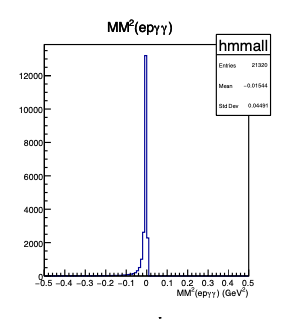 MM²(epγγ)
hmmall
Entries 21320
Mean −0.01544
Std Dev 0.04491
12000
10000
8000
6000
4000
2000
0
−0.5 −0.4 −0.3 −0.2 −0.1 0 0.1 0.2 0.3 0.4 0.5
MM²(epγγ) (GeV²)